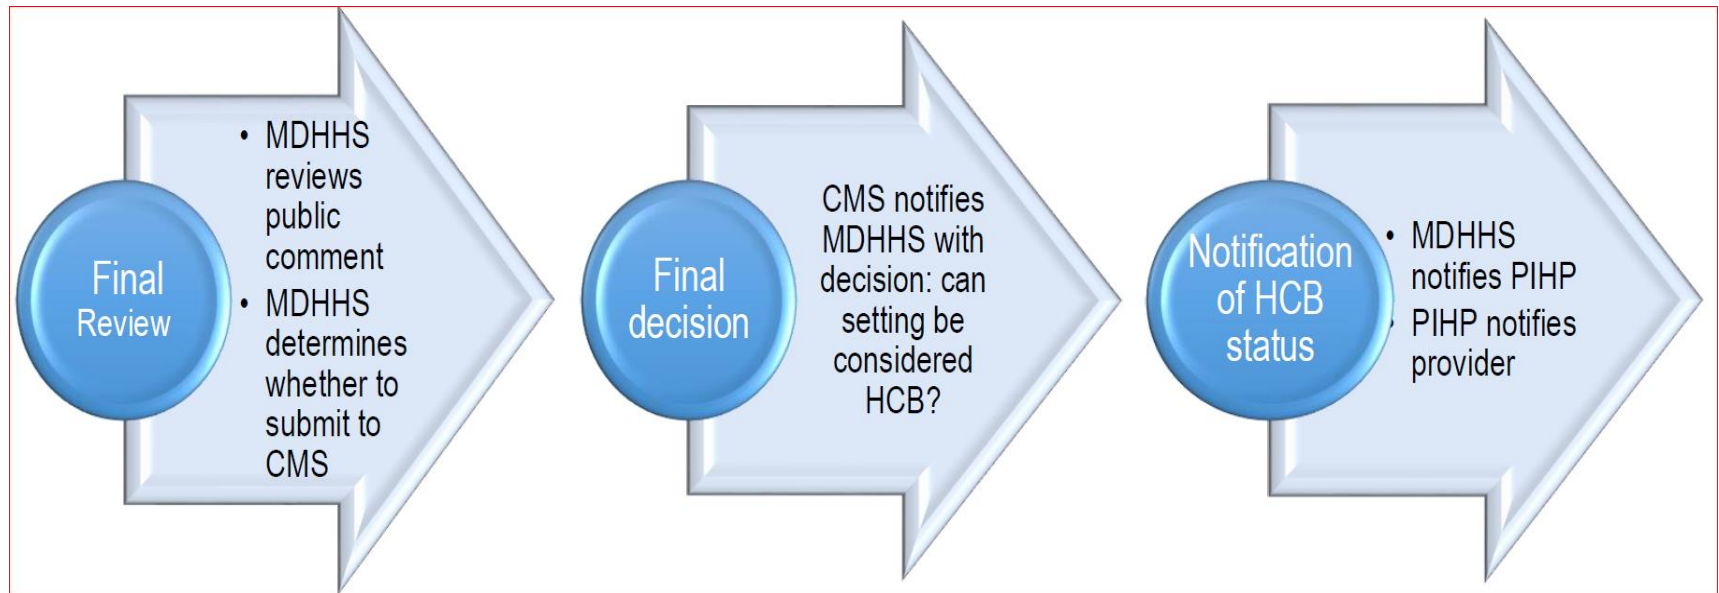 Final
Review
• MDHHS
reviews
public
comment
• MDHHS
determines
whether to
submit to
CMS
Final
decision
CMS notifies
MDHHS with
decision: can
setting be
considered
HCB?
Notification
of HCB
status
• MDHHS
notifies PIHP
• PIHP notifies
provider